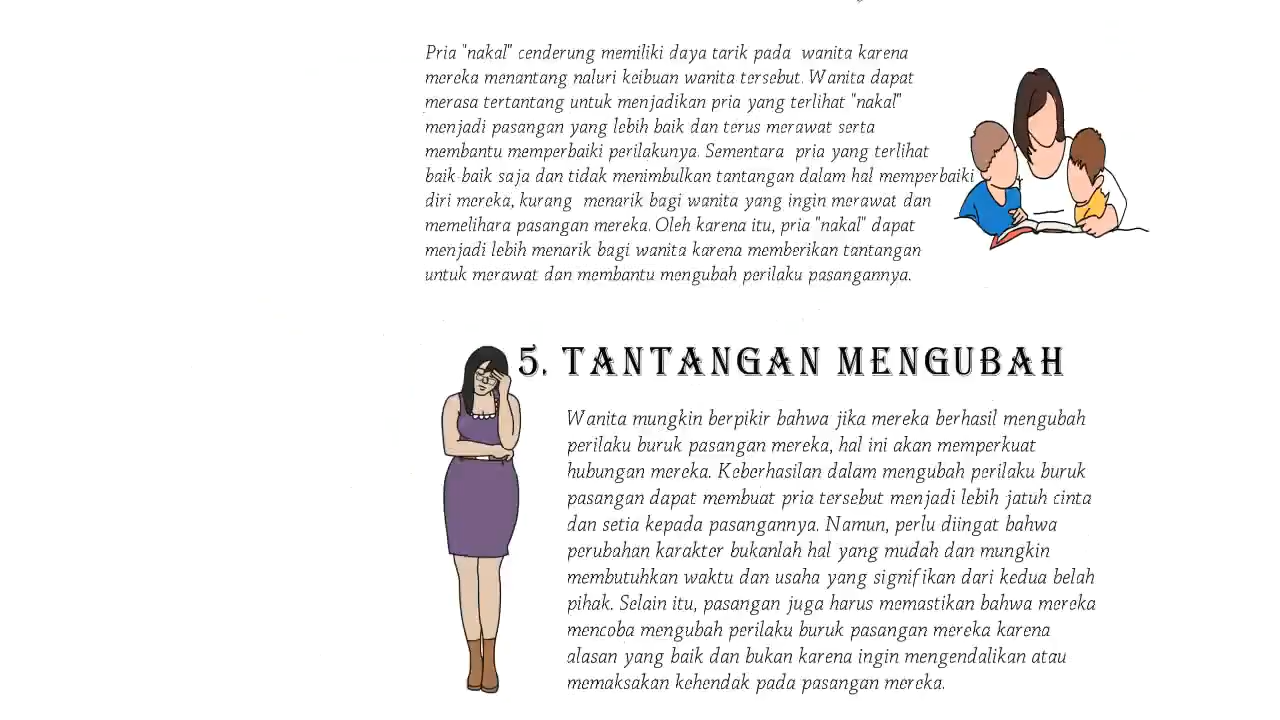 Pria "nakal" cenderung memiliki daya tarik pada wanita karena
mereka menantang naluri keibuan wanita tersebut. Wanita dapat
merasa tertantang untuk menjadikan pria yang terlihat "nakal"
menjadi pasangan yang lebih baik dan terus merawat serta
membantu memperbaiki perilakunya. Sementara pria yang terlihat
baik-baik saja dan tidak menimbulkan tantangan dalam hal memperbaiki
diri mereka, kurang menarik bagi wanita yang ingin merawat dan
memelihara pasangan mereka. Oleh karena itu, pria "nakal" dapat
menjadi lebih menarik bagi wanita karena memberikan tantangan
untuk merawat dan membantu mengubah perilaku pasangannya.
5. TANTANGAN MENGUBAH
Wanita mungkin berpikir bahwa jika mereka berhasil mengubah
perilaku buruk pasangan mereka, hal ini akan memperkuat
hubungan mereka. Keberhasilan dalam mengubah perilaku buruk
pasangan dapat membuat pria tersebut menjadi lebih jatuh cinta
dan setia kepada pasangannya. Namun, perlu diingat bahwa
perubahan karakter bukanlah hal yang mudah dan mungkin
membutuhkan waktu dan usaha yang signifikan dari kedua belah
pihak. Selain itu, pasangan juga harus memastikan bahwa mereka
mencoba mengubah perilaku buruk pasangan mereka karena
alasan yang baik dan bukan karena ingin mengendalikan atau
memaksakan kehendak pada pasangan mereka.